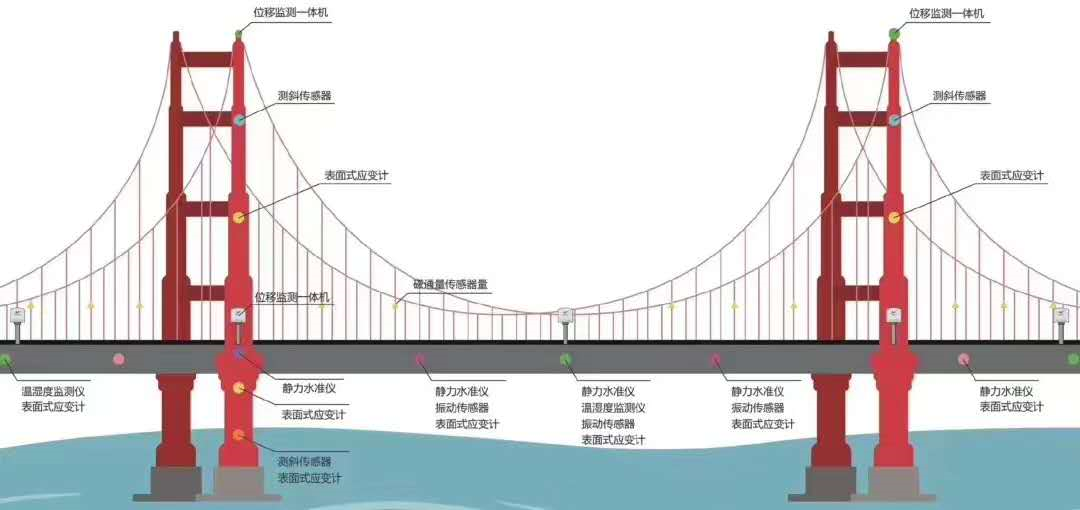 位移监测一体机
位移监测一体机
测斜传感器
测斜传感器
表面式应变计
表面式应变计
磁通量传感器量
位移监测一体机
温湿度监测仪
表面式应变计
静力水准仪
表面式应变计
测斜传感器
表面式应变计
静力水准仪
振动传感器
表面式应变计
静力水准仪
温湿度监测仪
振动传感器
表面式应变计
静力水准仪
振动传感器
表面式应变计
静力水准仪
表面式应变计